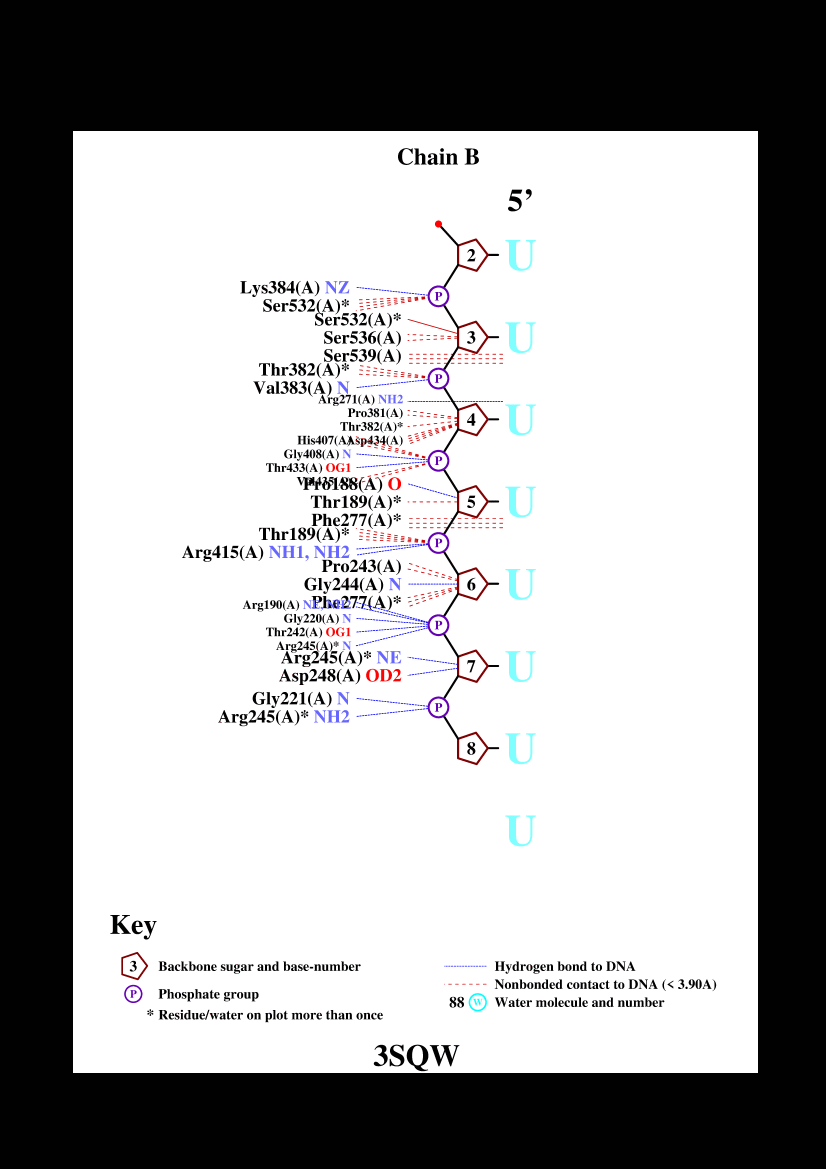 Chain B
5’
2 U
Lys384(A) NZ
P
Ser532(A)*
Ser532(A)*
Ser536(A)
3 U
Ser539(A)
Thr382(A)*
P
Val383(A) N
Arg271(A) NH2
Pro381(A)
4 U
Thr382(A)*
His407(A)
Asp434(A)
Gly408(A) N
P
Thr433(A) OG1
Pro188(A) O
Thr189(A)*
5 U
Phe277(A)*
Thr189(A)*
P
Arg415(A) NH1, NH2
Pro243(A)
Gly244(A) N
6 U
Phe277(A)*
Arg190(A)
Gly220(A) N
P
Thr242(A) OG1
Arg245(A)* N
Arg245(A)* NE
7 U
Asp248(A) OD2
Gly221(A) N
P
Arg245(A)* NH2
8 U
U
Key
3 Backbone sugar and base-number
P Phosphate group
* Residue/water on plot more than once
Hydrogen bond to DNA
Nonbonded contact to DNA (< 3.90A)
88 W Water molecule and number
3SQW